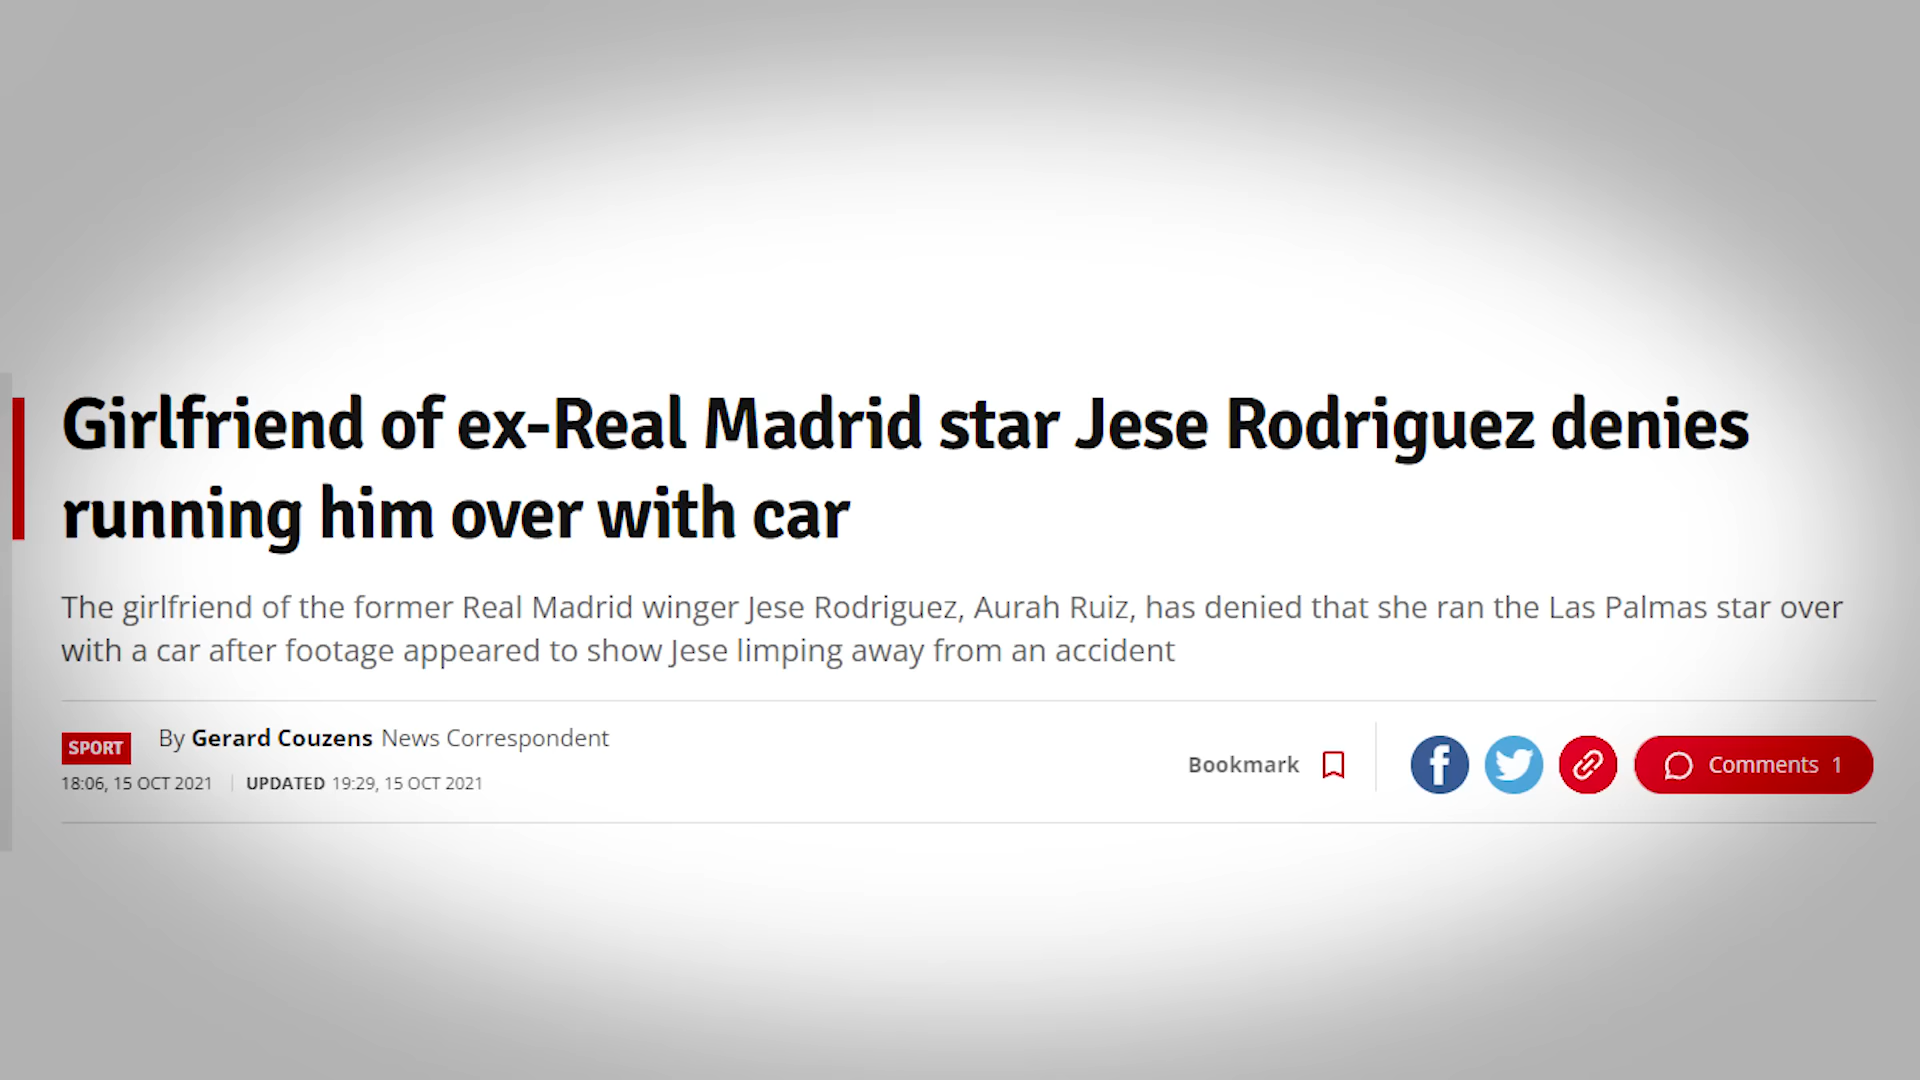 Girlfriend of ex-Real Madrid star Jese Rodriguez denies
running him over with car
The girlfriend of the former Real Madrid winger Jese Rodriguez, Aurah Ruiz, has denied that she ran the Las Palmas star over
with a car after footage appeared to show Jese limping away from an accident
SPORT By Gerard Couzens News Correspondent
18:06, 15 OCT 2021 UPDATED 19:29, 15 OCT 2021
Bookmark Comments 1